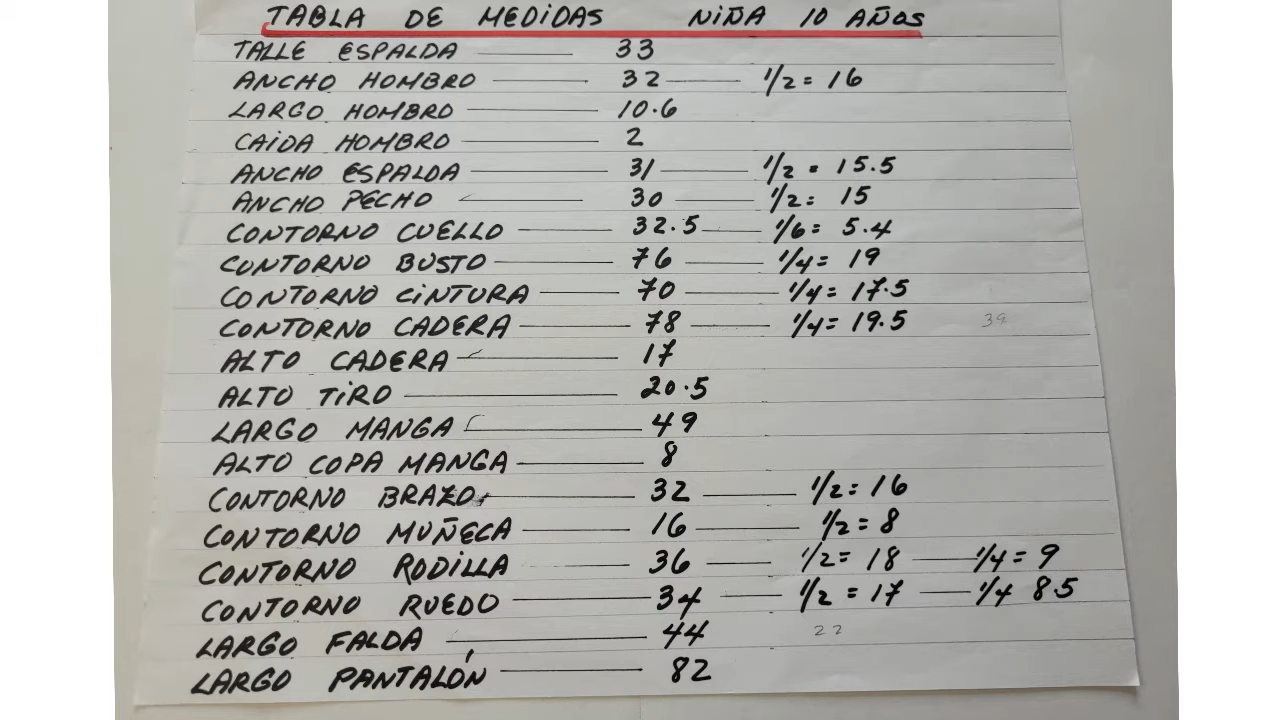 TABLA DE MEDIDAS NIÑA 10 AÑOS
TALLE ESPALDA 33
ANCHO HOMBRO 32 1/2 = 16
LARGO HOMBRO 10.6
CAIDA HOMBRO 2
ANCHO ESPALDA 31 1/2 = 15.5
ANCHO PECHO 30 1/2 = 15
CONTORNO CUELLO 32.5 1/6 = 5.4
CONTORNO BUSTO 76 1/4 = 19
CONTORNO CINTURA 70 1/4 = 17.5
CONTORNO CADERA 78 1/4 = 19.5 39
ALTO CADERA 17
ALTO TIRO 20.5
LARGO MANGA 49
ALTO COPA MANGA 8
CONTORNO BRAZO 32 1/2 = 16
CONTORNO MUÑECA 16 1/2 = 8
CONTORNO RODILLA 36 1/2 = 18 1/4 = 9
CONTORNO RUEDO 34 1/2 = 17 1/4 8.5
LARGO FALDA 44 22
LARGO PANTALÓN 82